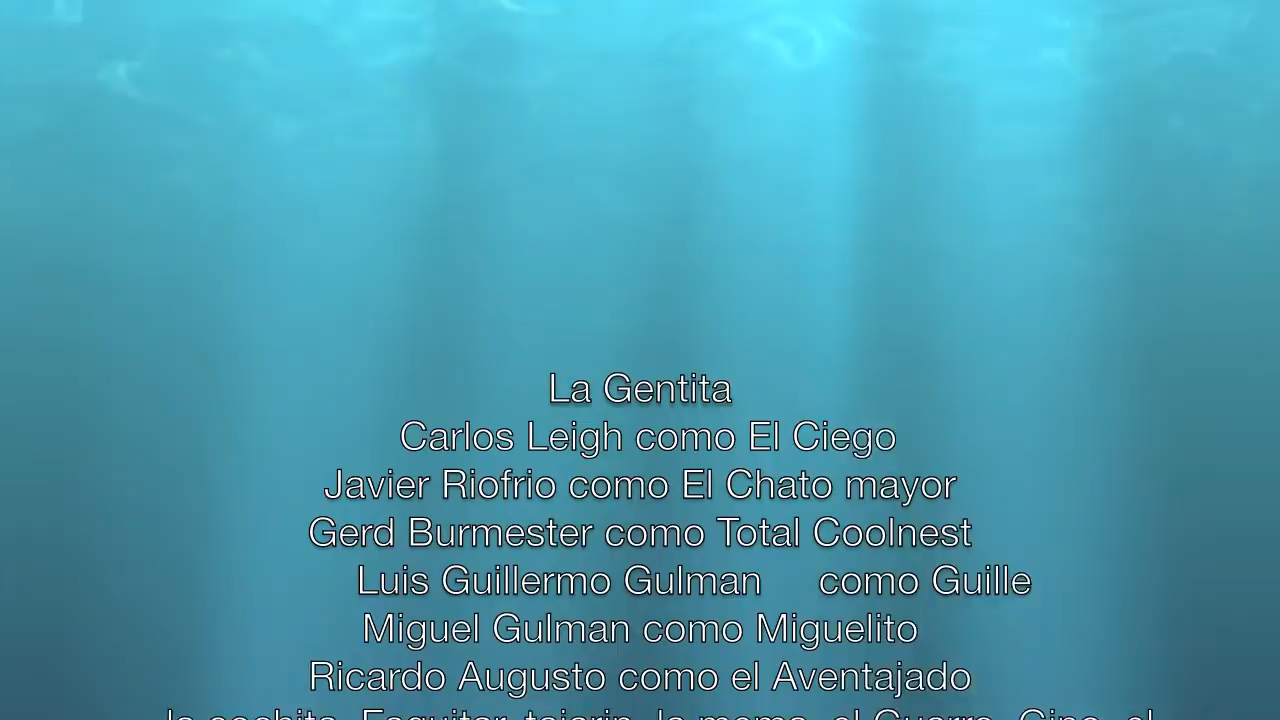 La Gentita
Carlos Leigh como El Ciego
Javier Riofrio como El Chato mayor
Gerd Burmester como Total Coolnest
Luis Guillermo Gulman como Guille
Miguel Gulman como Miguelito
Ricardo Augusto como el Aventajado